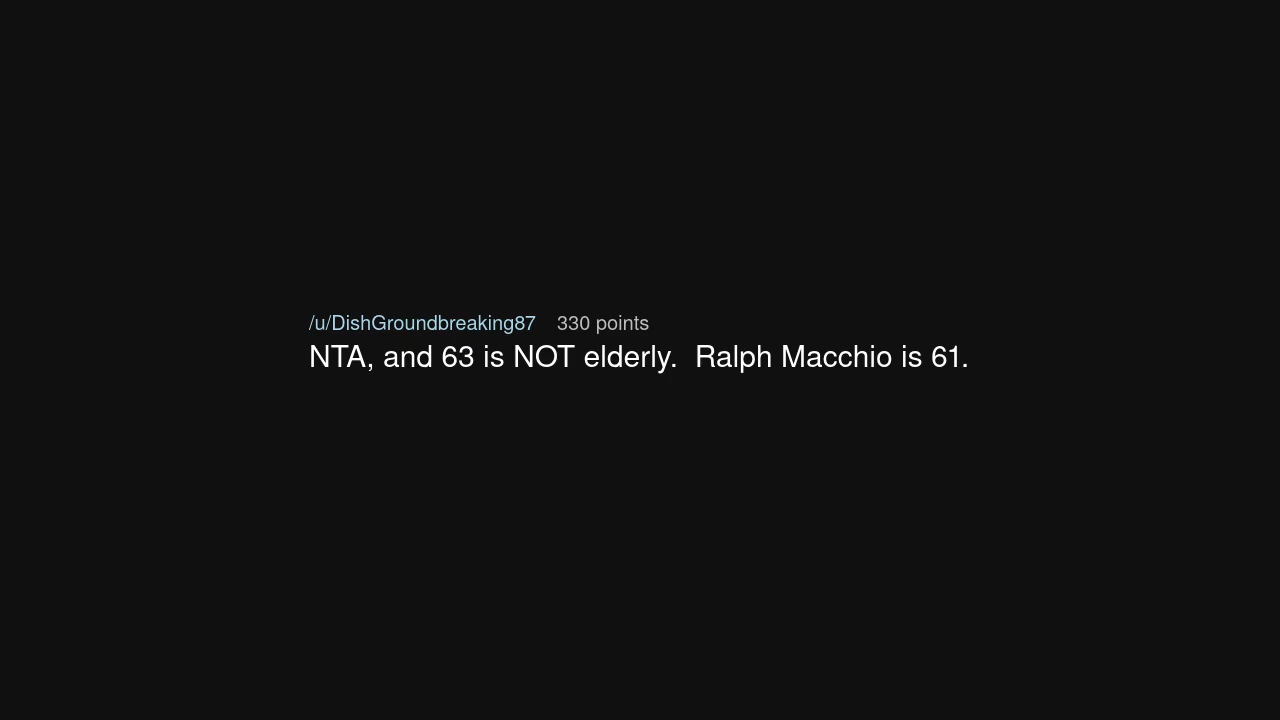 /u/DishGroundbreaking87 330 points
NTA, and 63 is NOT elderly.  Ralph Macchio is 61.